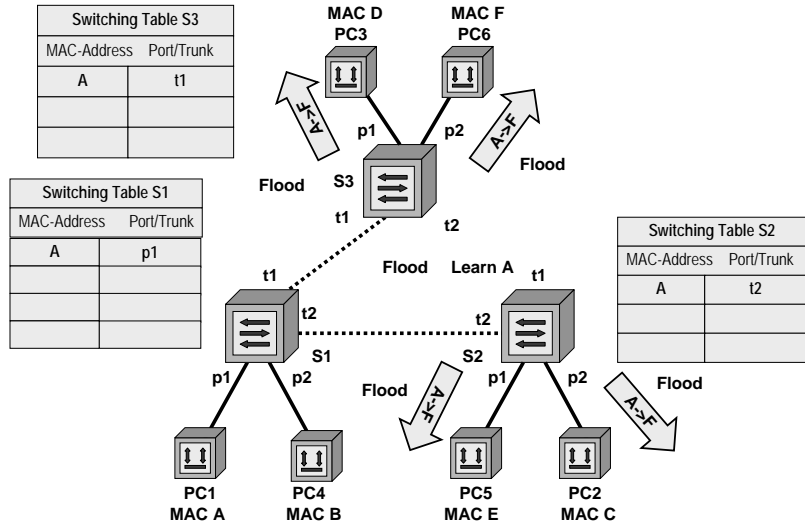 Switching Table S3
MAC-Address Port/Trunk
A t1
MAC D
PC3
MAC F
PC6
A->F
A->F
p1 p2
Flood
Flood
S3
t1 t2
Switching Table S1
MAC-Address Port/Trunk
A p1
Switching Table S2
MAC-Address Port/Trunk
A t2
Flood Learn A
t1
t2
S1
p1 p2
t1
t2
S2
p1 p2
Flood
A->F
Flood
A->F
PC1
MAC A
PC4
MAC B
PC5
MAC E
PC2
MAC C